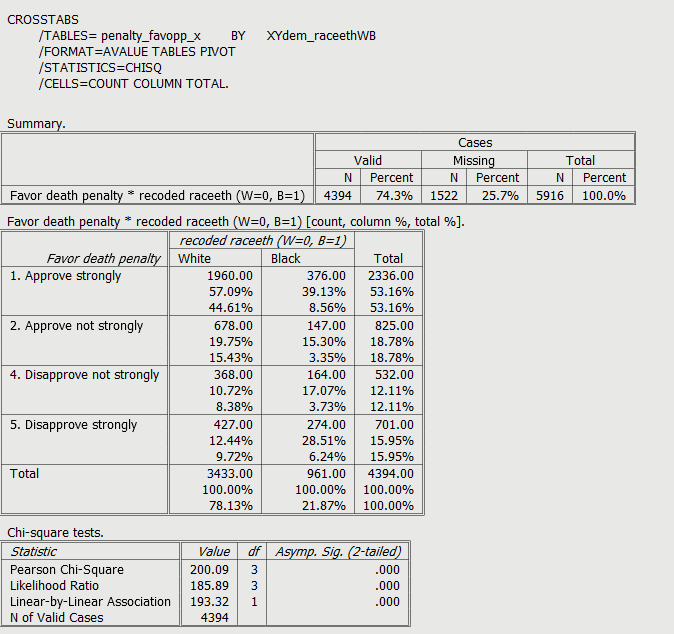 CROSSTABS
/TABLES= penalty_favopp_x BY XYdem_raceethWB
/FORMAT=AVALUE TABLES PIVOT
/STATISTICS=CHISQ
/CELLS=COUNT COLUMN TOTAL.
Summary.
Cases
Valid Missing Total
N Percent N Percent N Percent
Favor death penalty * recoded raceeth (W=0, B=1) 4394 74.3% 1522 25.7% 5916 100.0%
Favor death penalty * recoded raceeth (W=0, B=1) [count, column %, total %].
recoded raceeth (W=0, B=1)
Favor death penalty White Black Total
1. Approve strongly 1960.00 376.00 2336.00
57.09% 39.13% 53.16%
44.61% 8.56% 53.16%
2. Approve not strongly 678.00 147.00 825.00
19.75% 15.30% 18.78%
15.43% 3.35% 18.78%
4. Disapprove not strongly 368.00 164.00 532.00
10.72% 17.07% 12.11%
8.38% 3.73% 12.11%
5. Disapprove strongly 427.00 274.00 701.00
12.44% 28.51% 15.95%
9.72% 6.24% 15.95%
Total 3433.00 961.00 4394.00
100.00% 100.00% 100.00%
78.13% 21.87% 100.00%
Chi-square tests.
Statistic Value df Asymp. Sig. (2-tailed)
Pearson Chi-Square 200.09 3 .000
Likelihood Ratio 185.89 3 .000
Linear-by-Linear Association 193.32 1 .000
N of Valid Cases 4394